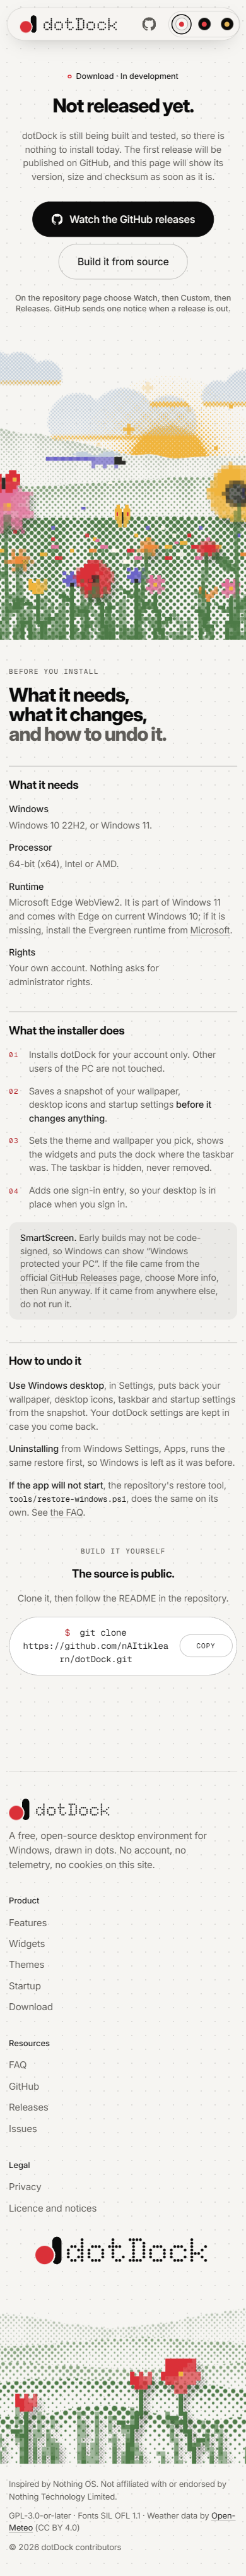 dotDock
Download · In development
Not released yet.
dotDock is still being built and tested, so there is
nothing to install today. The first release will be
published on GitHub, and this page will show its
version, size and checksum as soon as it is.
Watch the GitHub releases
Build it from source
On the repository page choose Watch, then Custom, then
Releases. GitHub sends one notice when a release is out.
BEFORE YOU INSTALL
What it needs,
what it changes,
and how to undo it.
What it needs
Windows
Windows 10 22H2, or Windows 11.
Processor
64-bit (x64), Intel or AMD.
Runtime
Microsoft Edge WebView2. It is part of Windows 11
and comes with Edge on current Windows 10; if it is
missing, install the Evergreen runtime from Microsoft.
Rights
Your own account. Nothing asks for
administrator rights.
What the installer does
01 Installs dotDock for your account only. Other
users of the PC are not touched.
02 Saves a snapshot of your wallpaper,
desktop icons and startup settings before it
changes anything.
03 Sets the theme and wallpaper you pick, shows
the widgets and puts the dock where the taskbar
was. The taskbar is hidden, never removed.
04 Adds one sign-in entry, so your desktop is in
place when you sign in.
SmartScreen. Early builds may not be code-
signed, so Windows can show “Windows
protected your PC”. If the file came from the
official GitHub Releases page, choose More info,
then Run anyway. If it came from anywhere else,
do not run it.
How to undo it
Use Windows desktop, in Settings, puts back your
wallpaper, desktop icons, taskbar and startup settings
from the snapshot. Your dotDock settings are kept in
case you come back.
Uninstalling from Windows Settings, Apps, runs the
same restore first, so Windows is left as it was before.
If the app will not start, the repository's restore tool,
tools/restore-windows.ps1, does the same on its
own. See the FAQ.
BUILD IT YOURSELF
The source is public.
Clone it, then follow the README in the repository.
$ git clone
https://github.com/nAItiklea
rn/dotDock.git
COPY
dotDock
A free, open-source desktop environment for
Windows, drawn in dots. No account, no
telemetry, no cookies on this site.
Product
Features
Widgets
Themes
Startup
Download
Resources
FAQ
GitHub
Releases
Issues
Legal
Privacy
Licence and notices
dotDock
Inspired by Nothing OS. Not affiliated with or endorsed by
Nothing Technology Limited.
GPL-3.0-or-later · Fonts SIL OFL 1.1 · Weather data by Open-
Meteo (CC BY 4.0)
© 2026 dotDock contributors